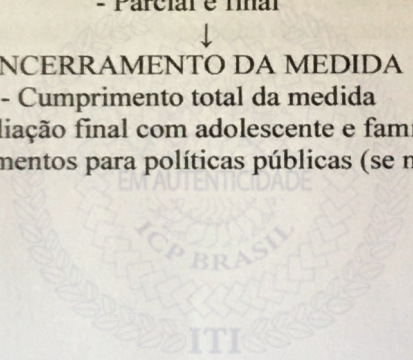 - Parcial e final
↓
NCERRAMENTO DA MEDIDA
- Cumprimento total da medida
liação final com adolescente e famí
mentos para políticas públicas (se n
EM AUTENTICIDADE
ICP BRASIL
ITI